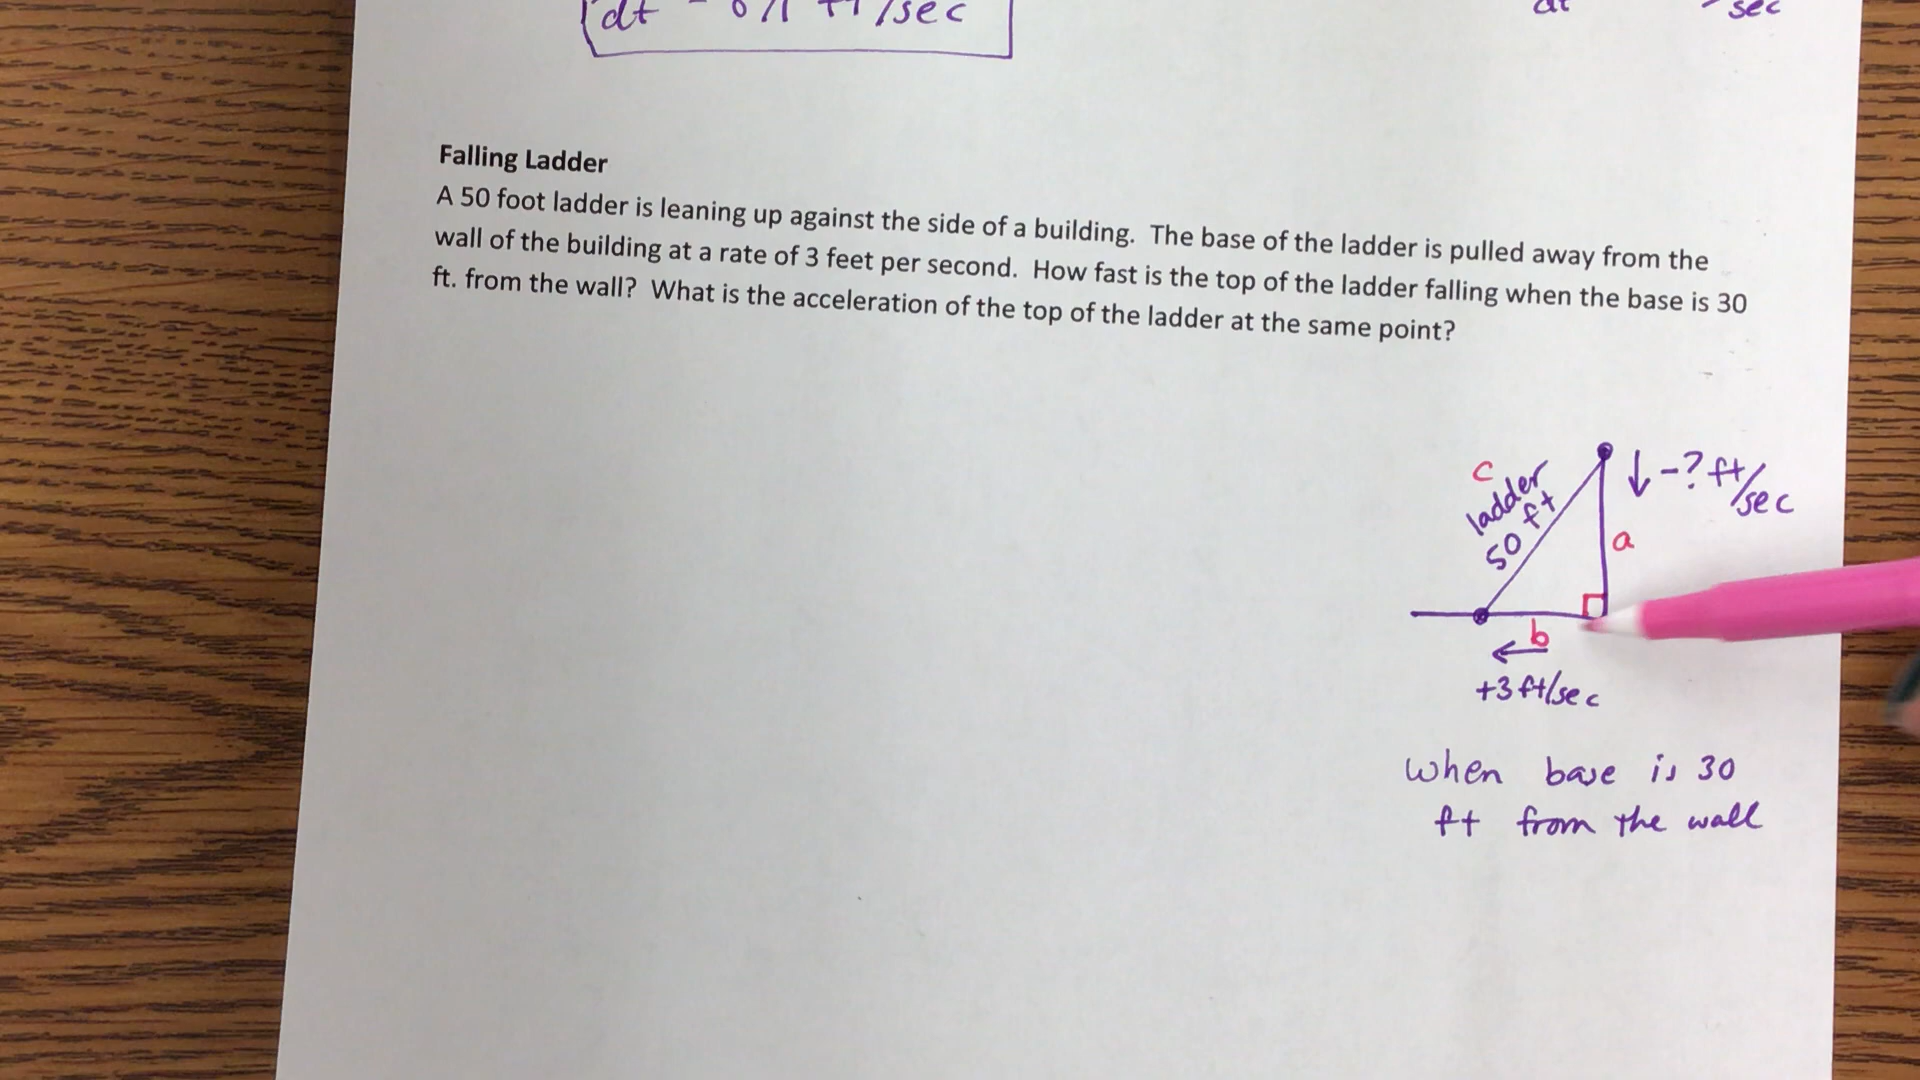 dt ft/sec
sec
Falling Ladder
A 50 foot ladder is leaning up against the side of a building. The base of the ladder is pulled away from the
wall of the building at a rate of 3 feet per second. How fast is the top of the ladder falling when the base is 30
ft. from the wall? What is the acceleration of the top of the ladder at the same point?
c
ladder
50 ft
-? ft/sec
a
b
+3 ft/sec
when base is 30
ft from the wall